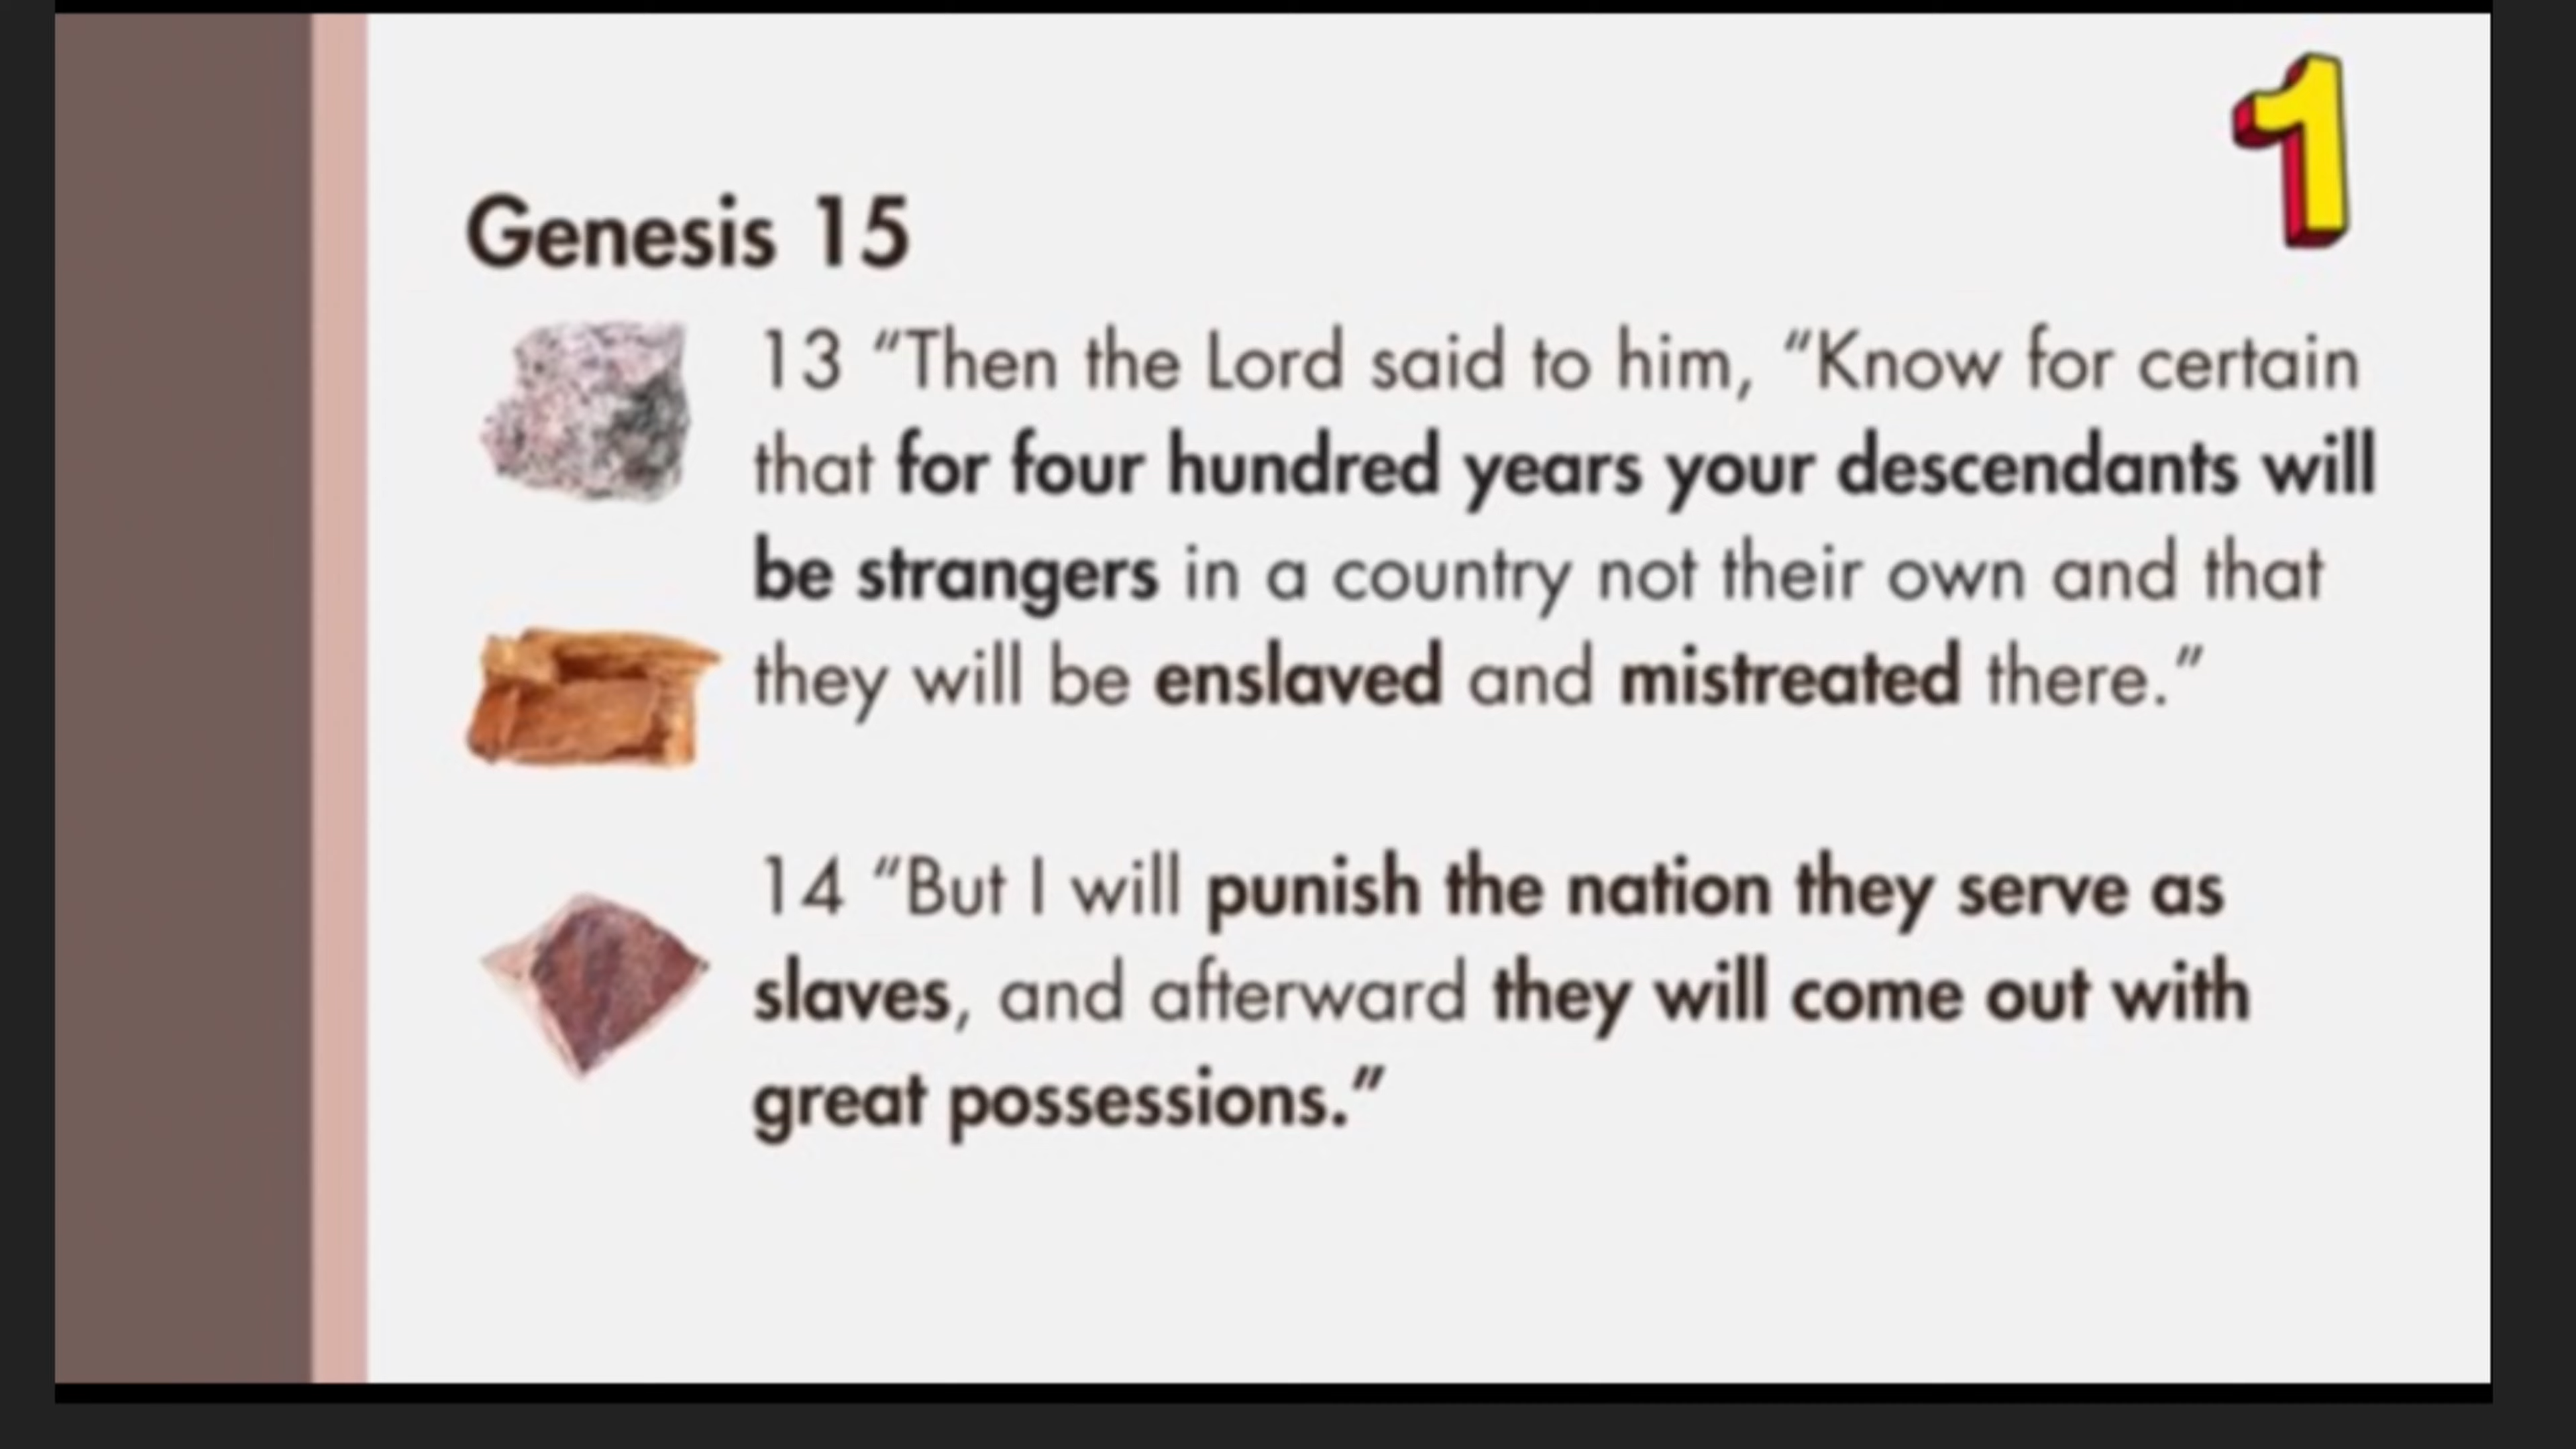 1
Genesis 15
13 “Then the Lord said to him, “Know for certain
that for four hundred years your descendants will
be strangers in a country not their own and that
they will be enslaved and mistreated there.”
14 “But I will punish the nation they serve as
slaves, and afterward they will come out with
great possessions.”